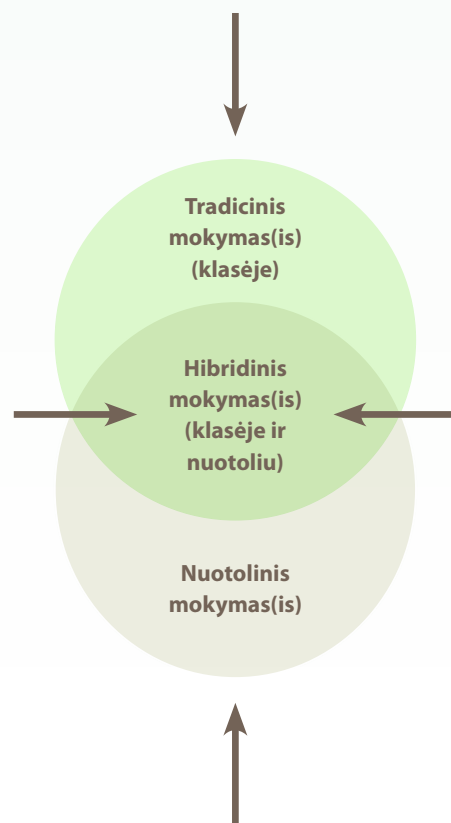 Tradicinis
mokymas(is)
(klasėje)
Hibridinis
mokymas(is)
(klasėje ir
nuotoliu)
Nuotolinis
mokymas(is)